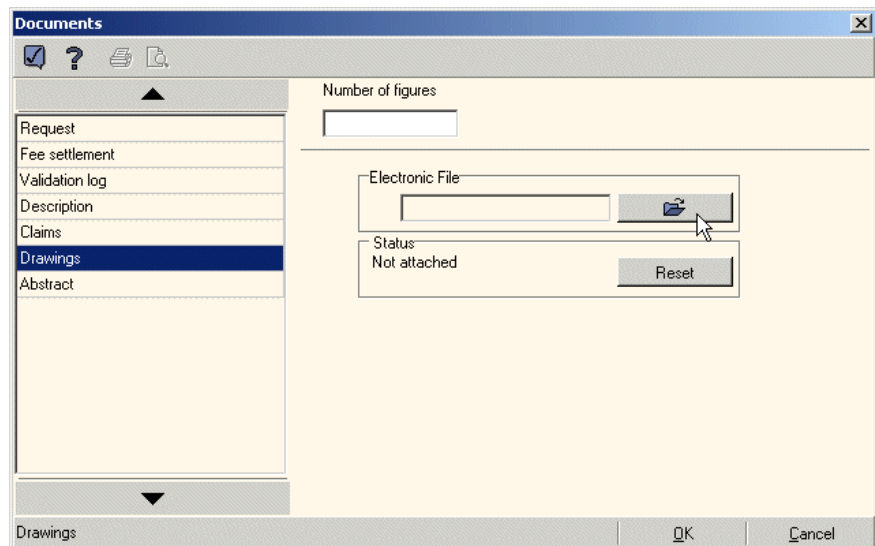 Documents
Number of figures
Request
Fee settlement
Validation log
Description
Claims
Drawings
Abstract
Electronic File
Status
Not attached
Reset
Drawings
OK
Cancel